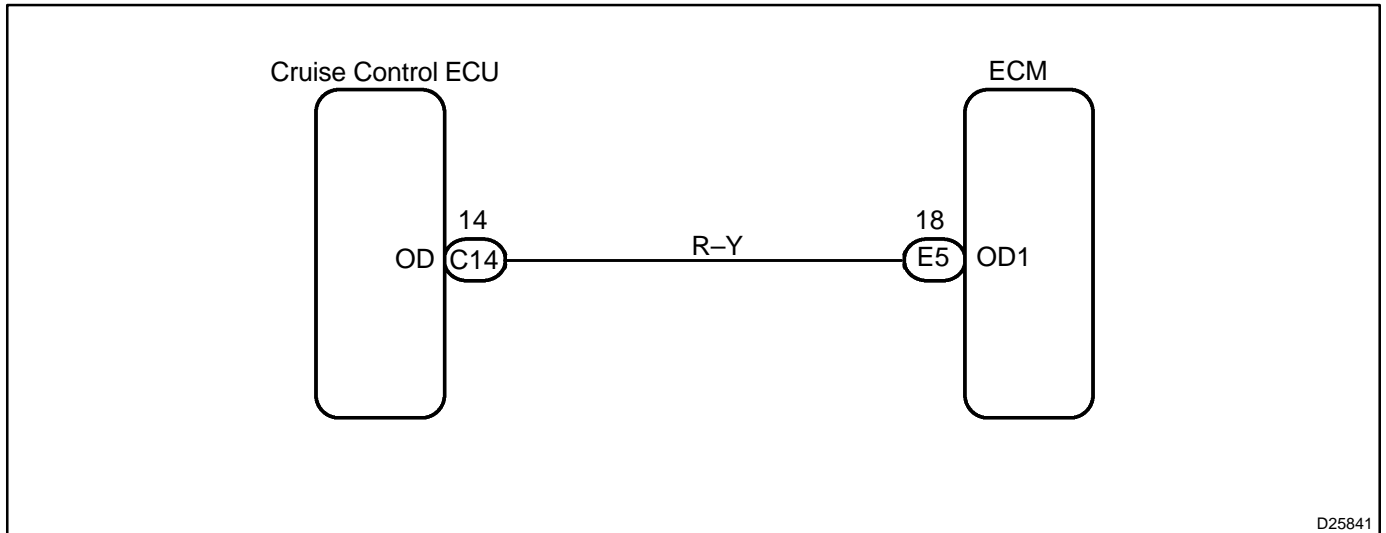 Cruise Control ECU
ECM
14
18
OD
C14
R–Y
E5
OD1
D25841